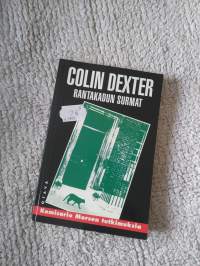 COLIN DEXTER
RANTAKADUN SURMAT
Komisario Morsen tutkimuksia